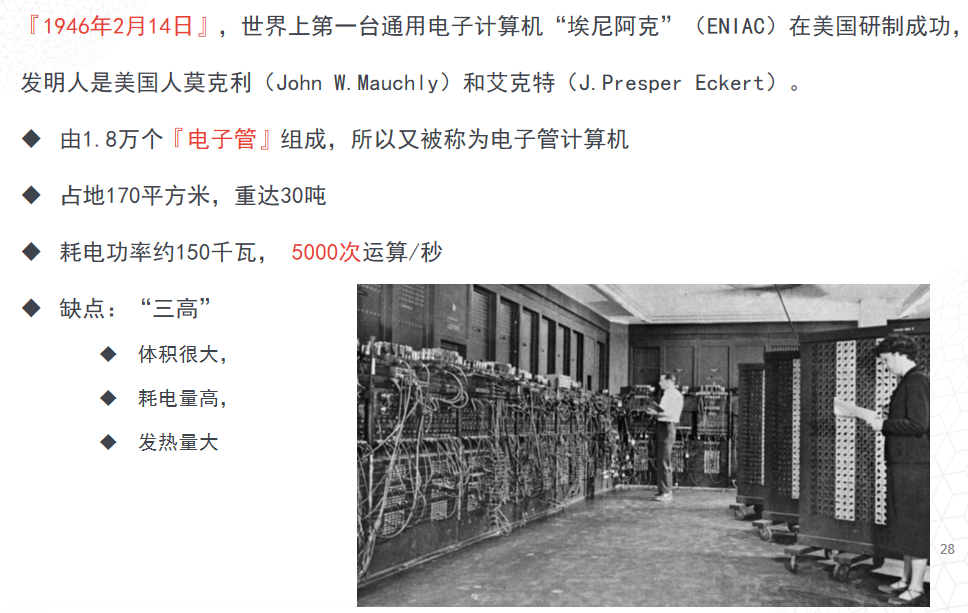 『1946年2月14日』，世界上第一台通用电子计算机“埃尼阿克”（ENIAC）在美国研制成功，
发明人是美国人莫克利（John W.Mauchly）和艾克特（J.Presper Eckert）。
◆ 由1.8万个『电子管』组成，所以又被称为电子管计算机
◆ 占地170平方米，重达30吨
◆ 耗电功率约150千瓦， 5000次运算/秒
◆ 缺点：“三高”
◆ 体积很大，
◆ 耗电量高，
◆ 发热量大
28